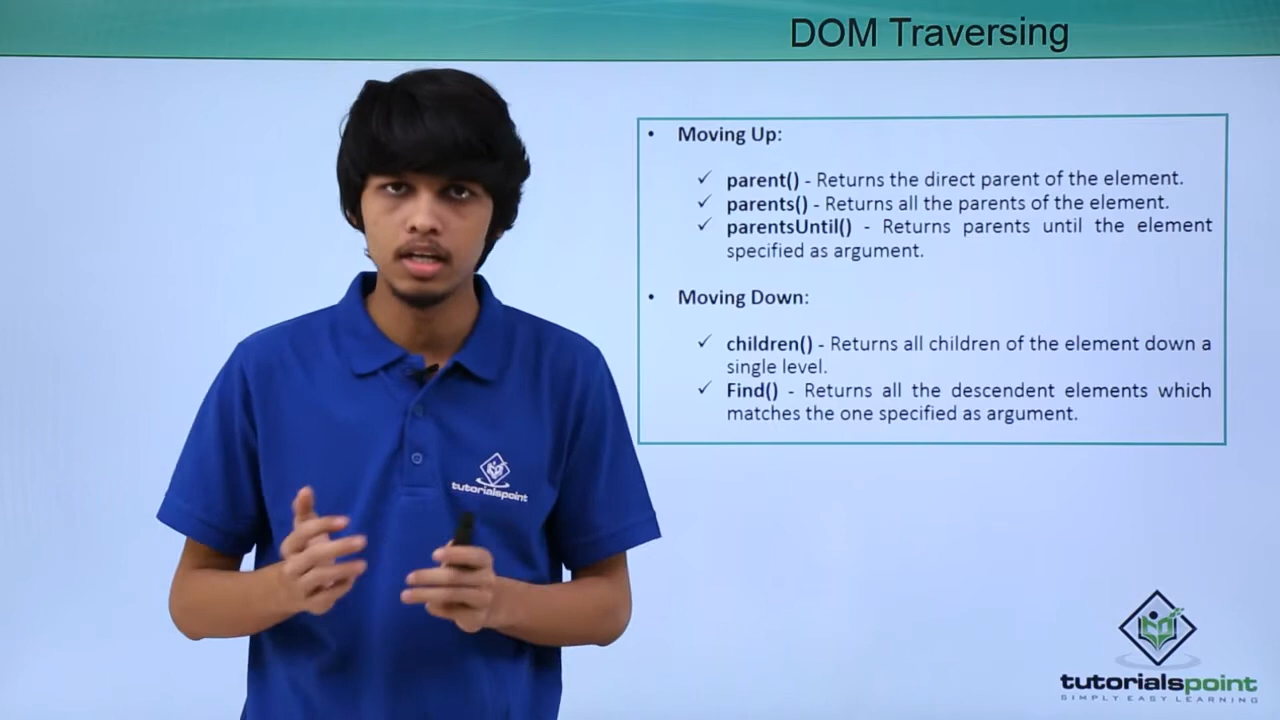 DOM Traversing
• Moving Up:
✓ parent() - Returns the direct parent of the element.
✓ parents() - Returns all the parents of the element.
✓ parentsUntil() - Returns parents until the element
specified as argument.
• Moving Down:
✓ children() - Returns all children of the element down a
single level.
✓ Find() - Returns all the descendent elements which
matches the one specified as argument.
tutorialspoint
tutorialspoint
SIMPLY EASY LEARNING